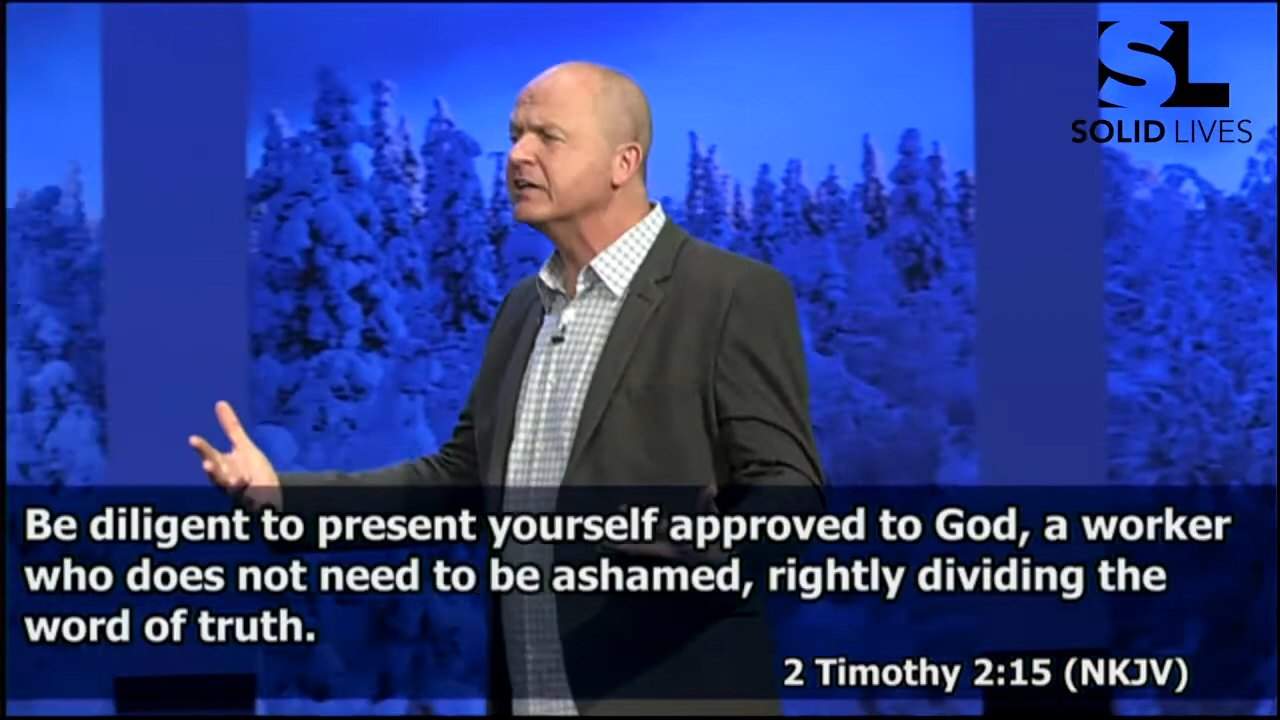 SL
SOLID LIVES
Be diligent to present yourself approved to God, a worker
who does not need to be ashamed, rightly dividing the
word of truth.
2 Timothy 2:15 (NKJV)